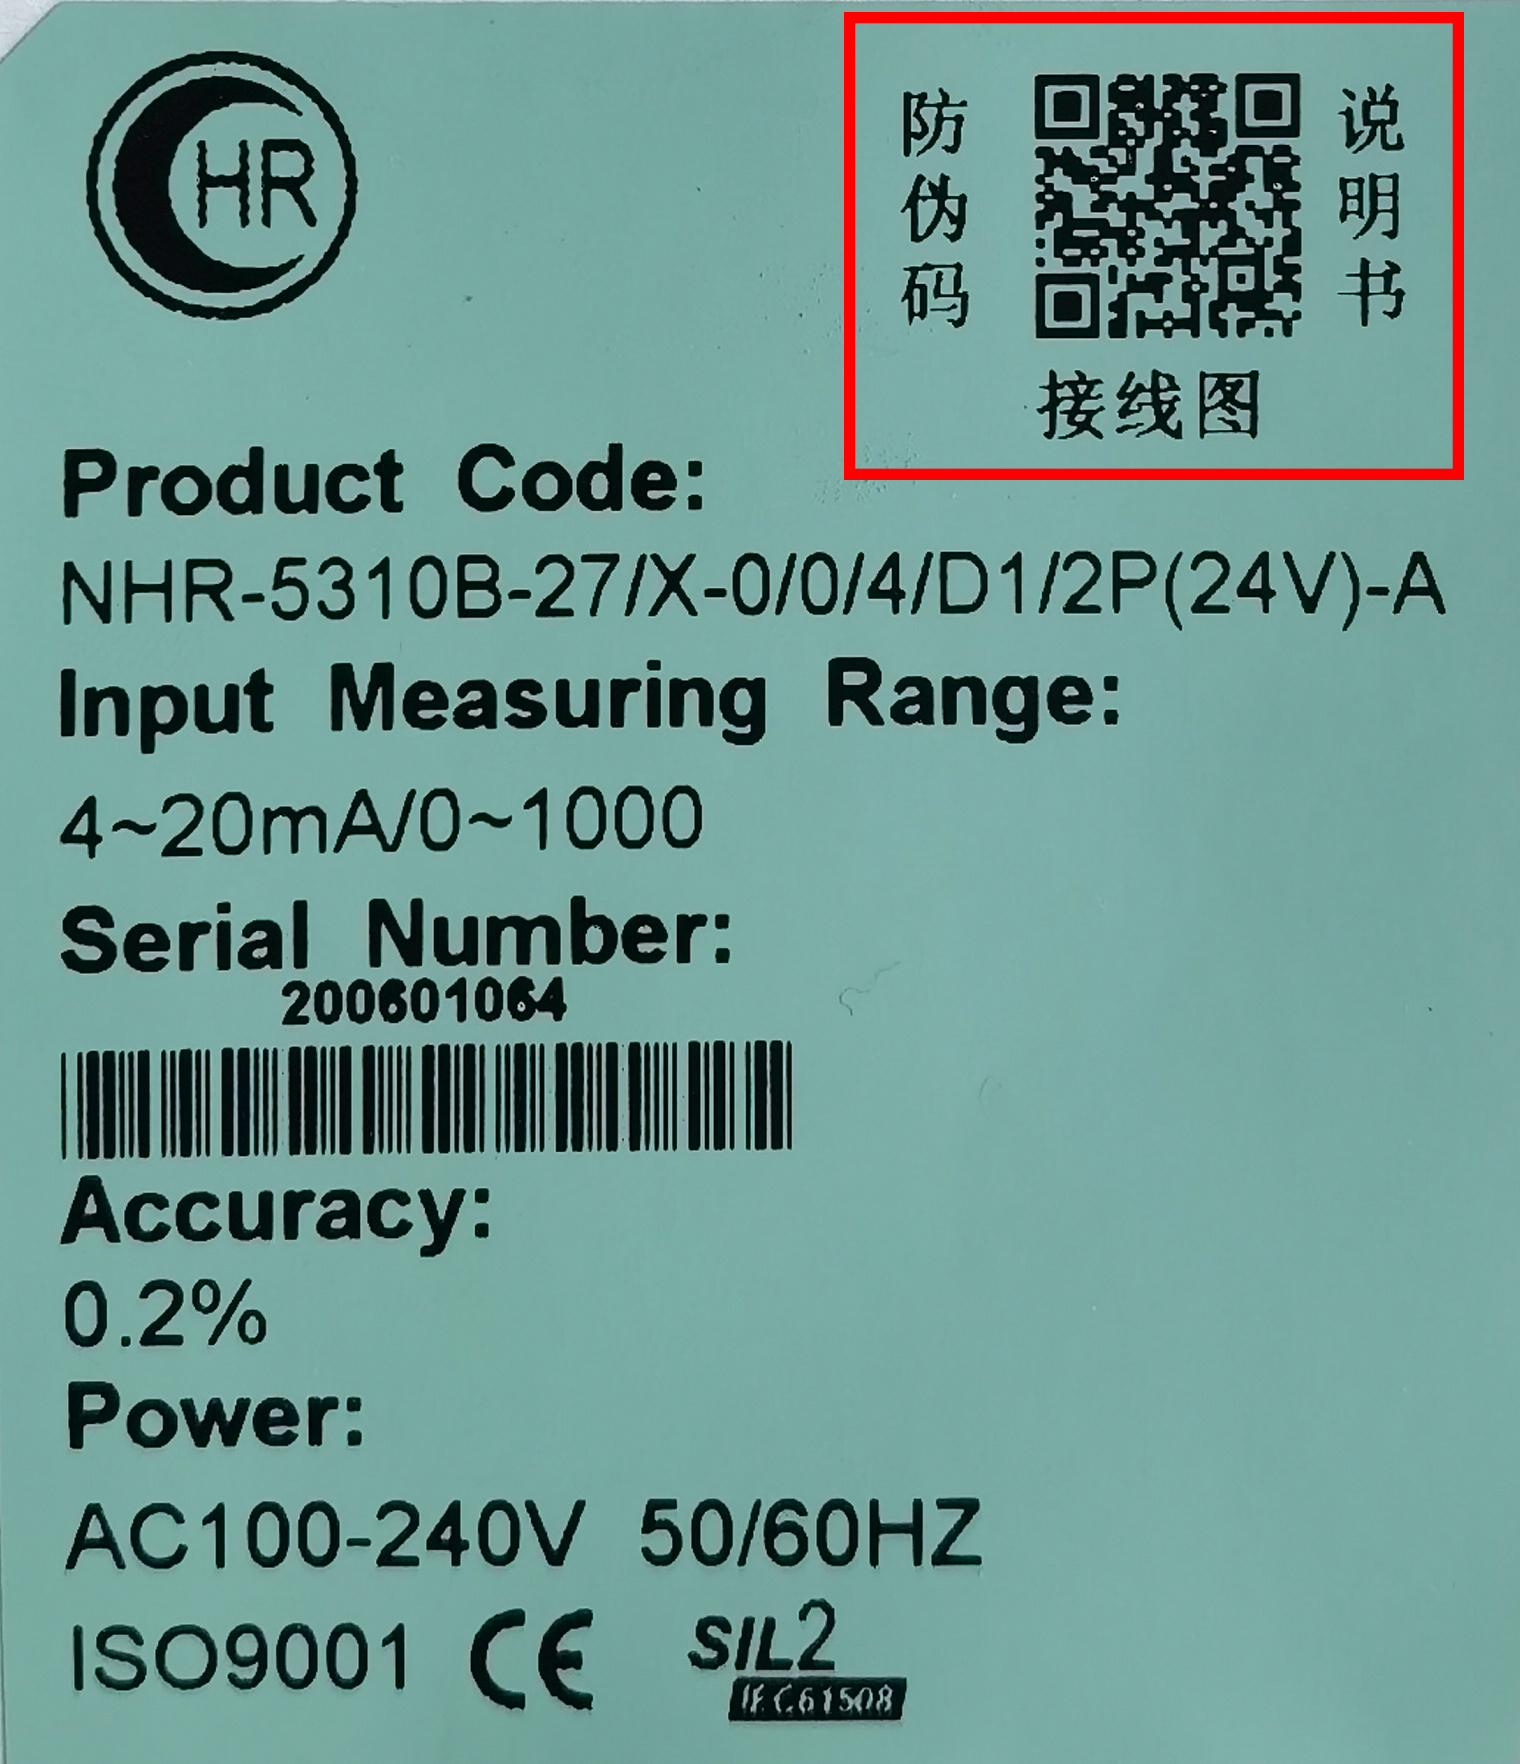 HR
防伪码
说明书
接线图
Product Code:
NHR-5310B-27/X-0/0/4/D1/2P(24V)-A
Input Measuring Range:
4~20mA/0~1000
Serial Number:
200601064
Accuracy:
0.2%
Power:
AC100-240V 50/60HZ
ISO9001 CE SIL2
IEC61508